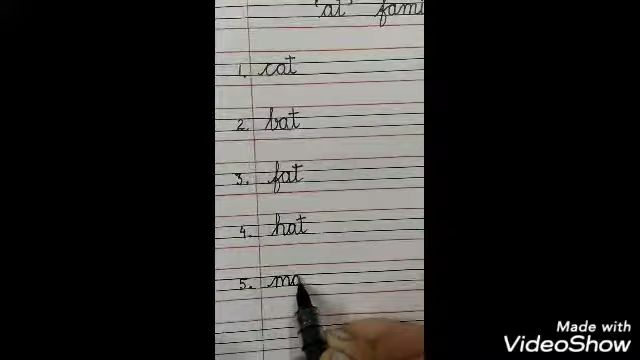 'at' fami
1. cat
2. bat
3. fat
4. hat
5. ma
Made with
VideoShow